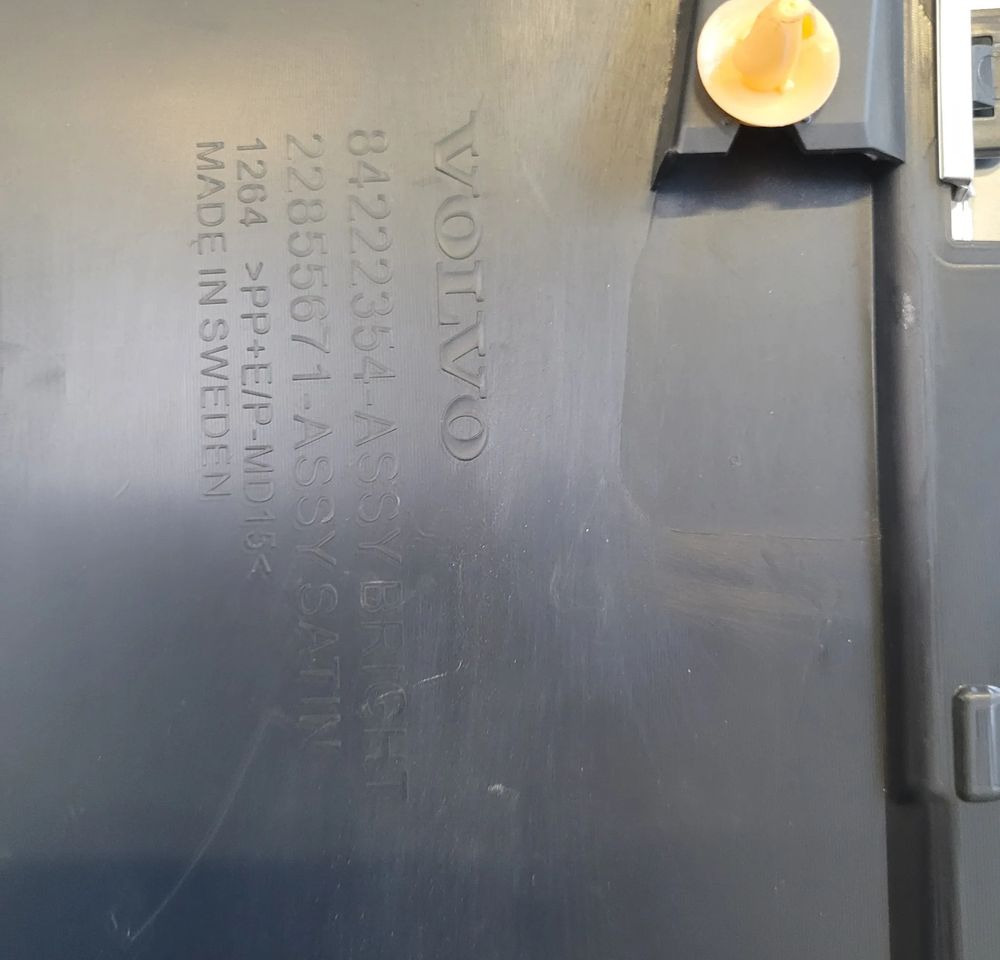 VOLVO
84222354-ASSY BRIGHT
22855671-ASSY SATIN
1264 >PP+E/P-MD15<
MADE IN SWEDEN